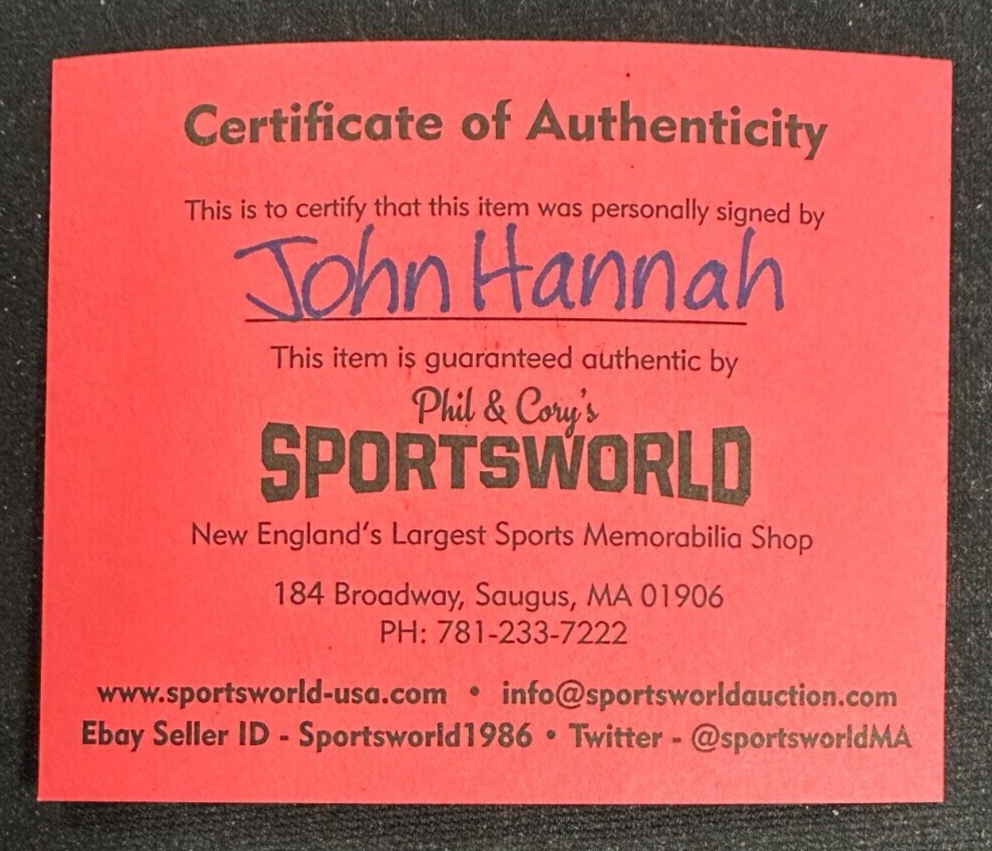 Certificate of Authenticity
This is to certify that this item was personally signed by
John Hannah
This item is guaranteed authentic by
Phil & Cory's
SPORTSWORLD
New England's Largest Sports Memorabilia Shop
184 Broadway, Saugus, MA 01906
PH: 781-233-7222
www.sportsworld-usa.com • info@sportsworldauction.com
Ebay Seller ID - Sportsworld1986 • Twitter - @sportsworldMA